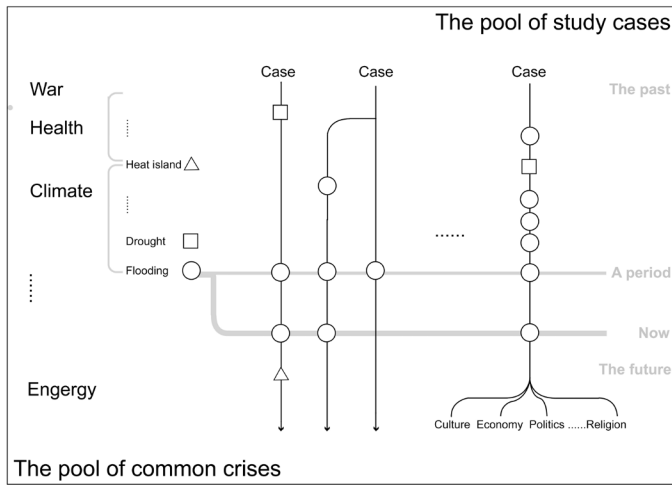 The pool of study cases
Case Case Case
War
The past
Health
Heat island
Climate
Drought
......
Flooding
A period
Now
The future
Engergy
Culture Economy Politics ......Religion
The pool of common crises